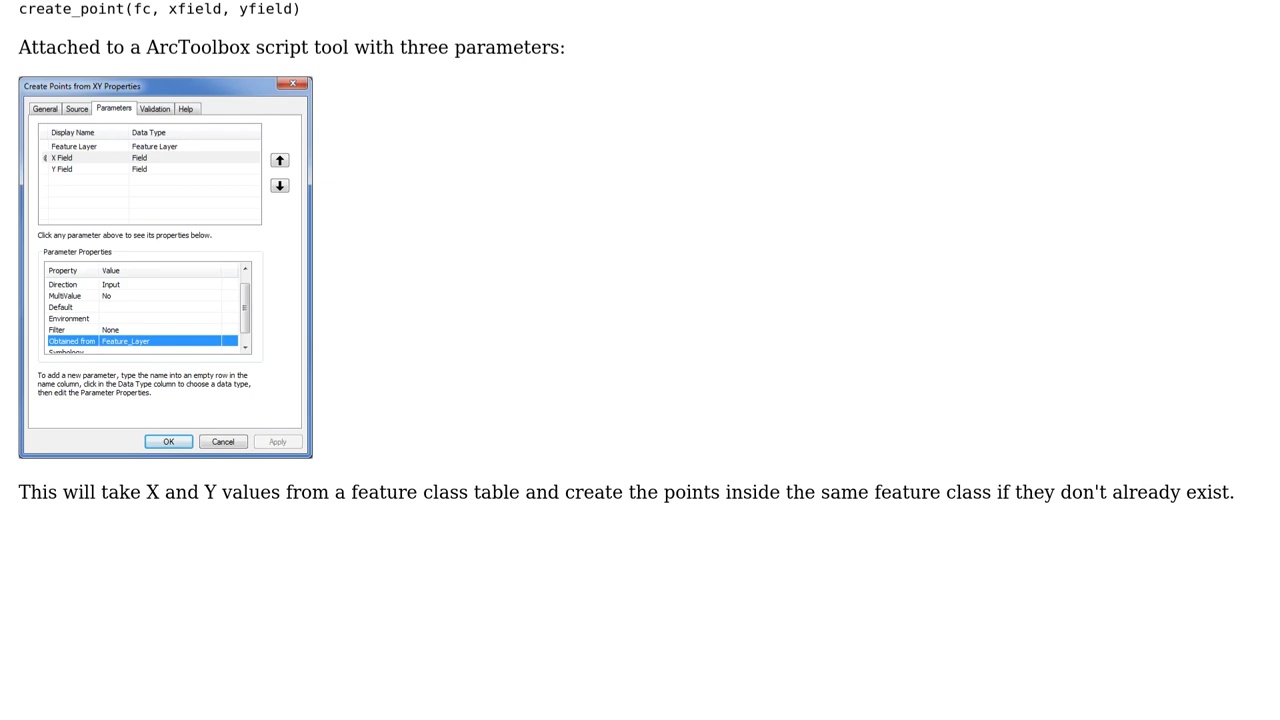 create_point(fc, xfield, yfield)
Attached to a ArcToolbox script tool with three parameters:
Create Points from XY Properties
General Source Parameters Validation Help
Display Name Data Type
Feature Layer Feature Layer
X Field Field
Y Field Field
Click any parameter above to see its properties below.
Parameter Properties
Property Value
Direction Input
MultiValue No
Default
Environment
Filter None
Obtained from Feature_Layer
Symbology
To add a new parameter, type the name into an empty row in the
name column, click in the Data Type column to choose a data type,
then edit the Parameter Properties.
OK Cancel Apply
This will take X and Y values from a feature class table and create the points inside the same feature class if they don't already exist.